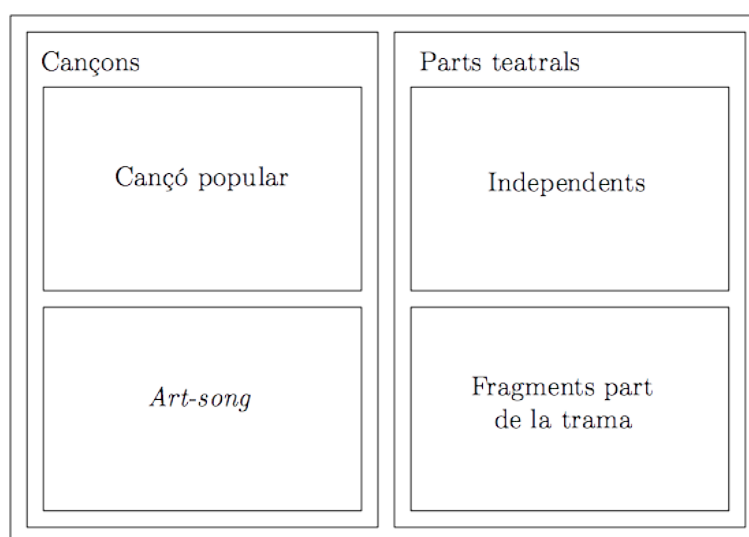 Cançons
Cançó popular
Art-song
Parts teatrals
Independents
Fragments part
de la trama